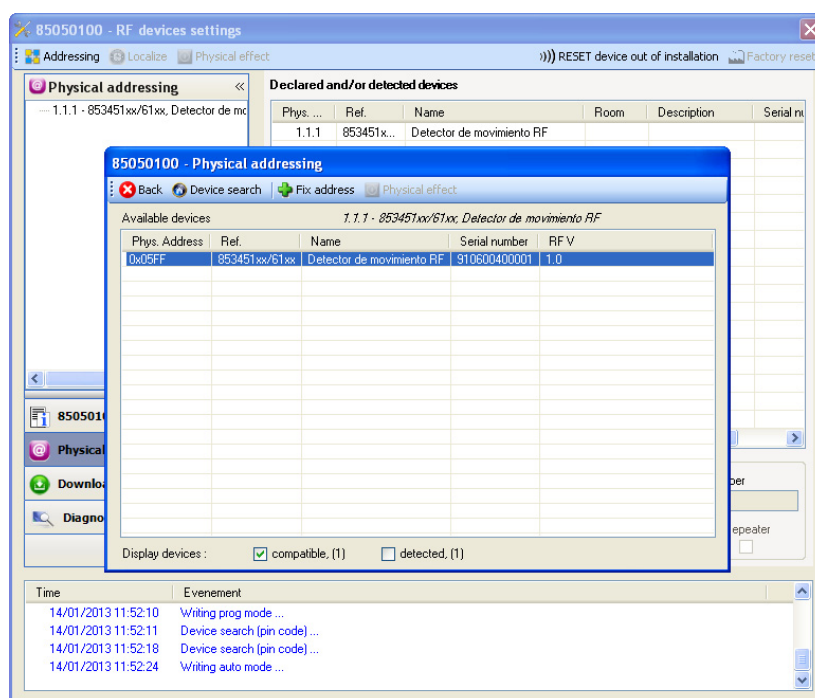 85050100 - RF devices settings
Addressing Localize Physical effect ))) RESET device out of installation Factory reset
Physical addressing «
1.1.1 - 853451xx/61xx, Detector de mo
Declared and/or detected devices
Phys. ... Ref. Name Room Description Serial nu
1.1.1 853451x... Detector de movimiento RF
85050100 - Physical addressing
Back Device search Fix address Physical effect
Available devices 1.1.1 - 853451xx/61xx, Detector de movimiento RF
Phys. Address Ref. Name Serial number RF V
0x05FF 853451xx/61xx Detector de movimiento RF 910600400001 1.0
850501
Physical
Downloa
Diagno
ber
epeater
Display devices : compatible, (1) detected, (1)
Time Evenement
14/01/2013 11:52:10 Writing prog mode ...
14/01/2013 11:52:11 Device search (pin code) ...
14/01/2013 11:52:18 Device search (pin code) ...
14/01/2013 11:52:24 Writing auto mode ...